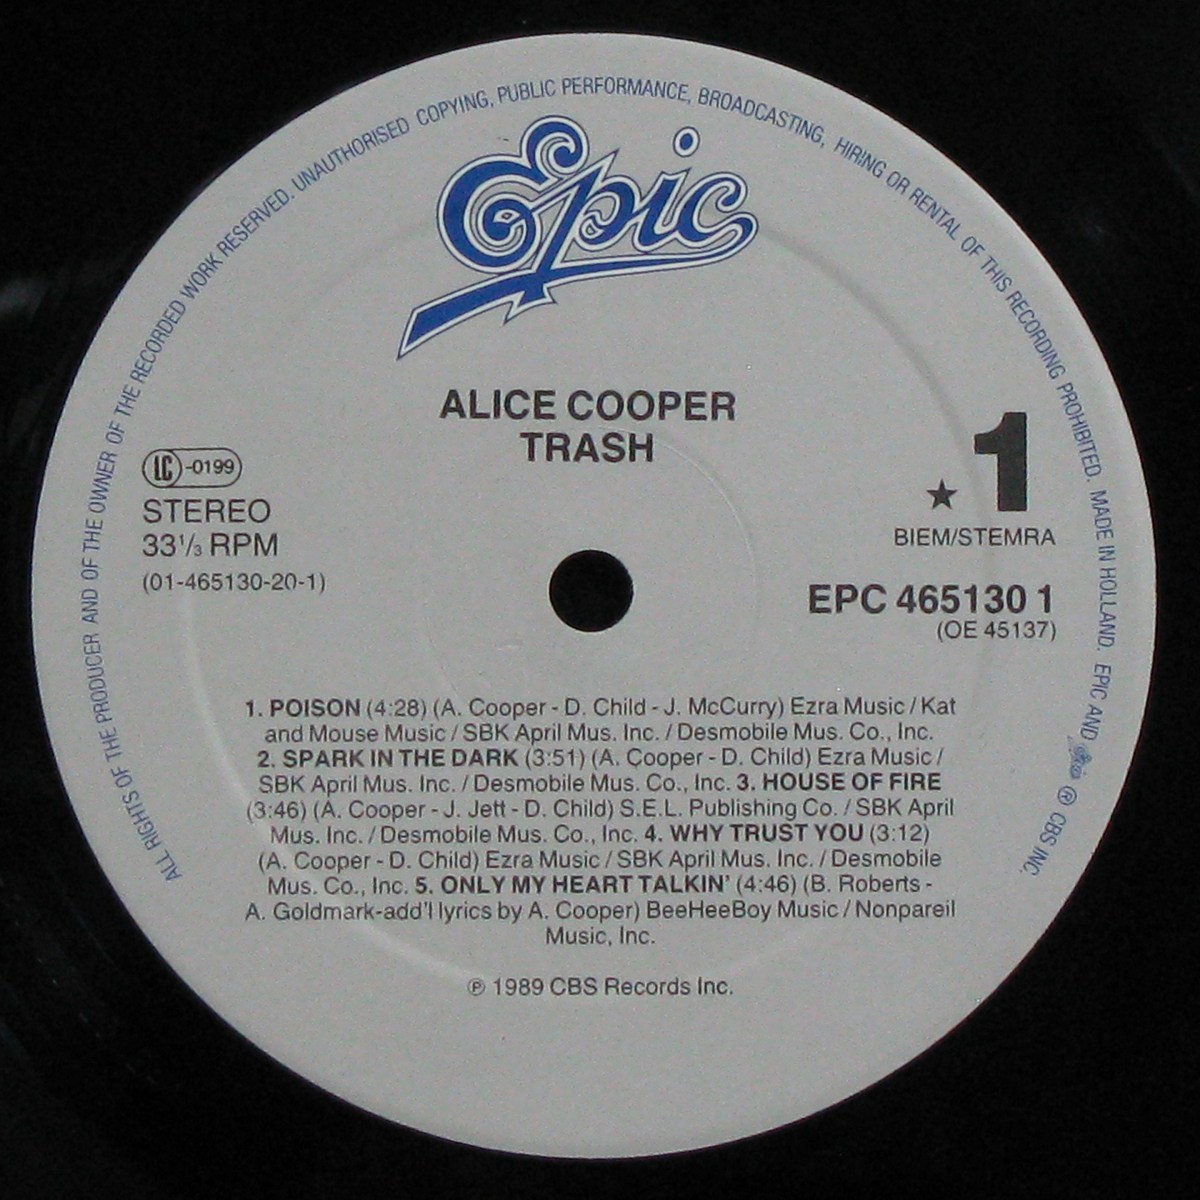 ALL RIGHTS OF THE PRODUCER AND OF THE OWNER OF THE RECORDED WORK RESERVED. UNAUTHORISED COPYING, PUBLIC PERFORMANCE, BROADCASTING, HIRING OR RENTAL OF THIS RECORDING PROHIBITED. MADE IN HOLLAND. EPIC AND Epic ® CBS INC.
Epic
ALICE COOPER
TRASH
LC -0199
STEREO
33 1/3 RPM
(01-465130-20-1)
★ 1
BIEM/STEMRA
EPC 465130 1
(OE 45137)
1. POISON (4:28) (A. Cooper - D. Child - J. McCurry) Ezra Music / Kat
and Mouse Music / SBK April Mus. Inc. / Desmobile Mus. Co., Inc.
2. SPARK IN THE DARK (3:51) (A. Cooper - D. Child) Ezra Music /
SBK April Mus. Inc. / Desmobile Mus. Co., Inc. 3. HOUSE OF FIRE
(3:46) (A. Cooper - J. Jett - D. Child) S.E.L. Publishing Co. / SBK April
Mus. Inc. / Desmobile Mus. Co., Inc. 4. WHY TRUST YOU (3:12)
(A. Cooper - D. Child) Ezra Music / SBK April Mus. Inc. / Desmobile
Mus. Co., Inc. 5. ONLY MY HEART TALKIN' (4:46) (B. Roberts -
A. Goldmark-add'l lyrics by A. Cooper) BeeHeeBoy Music / Nonpareil
Music, Inc.
℗ 1989 CBS Records Inc.